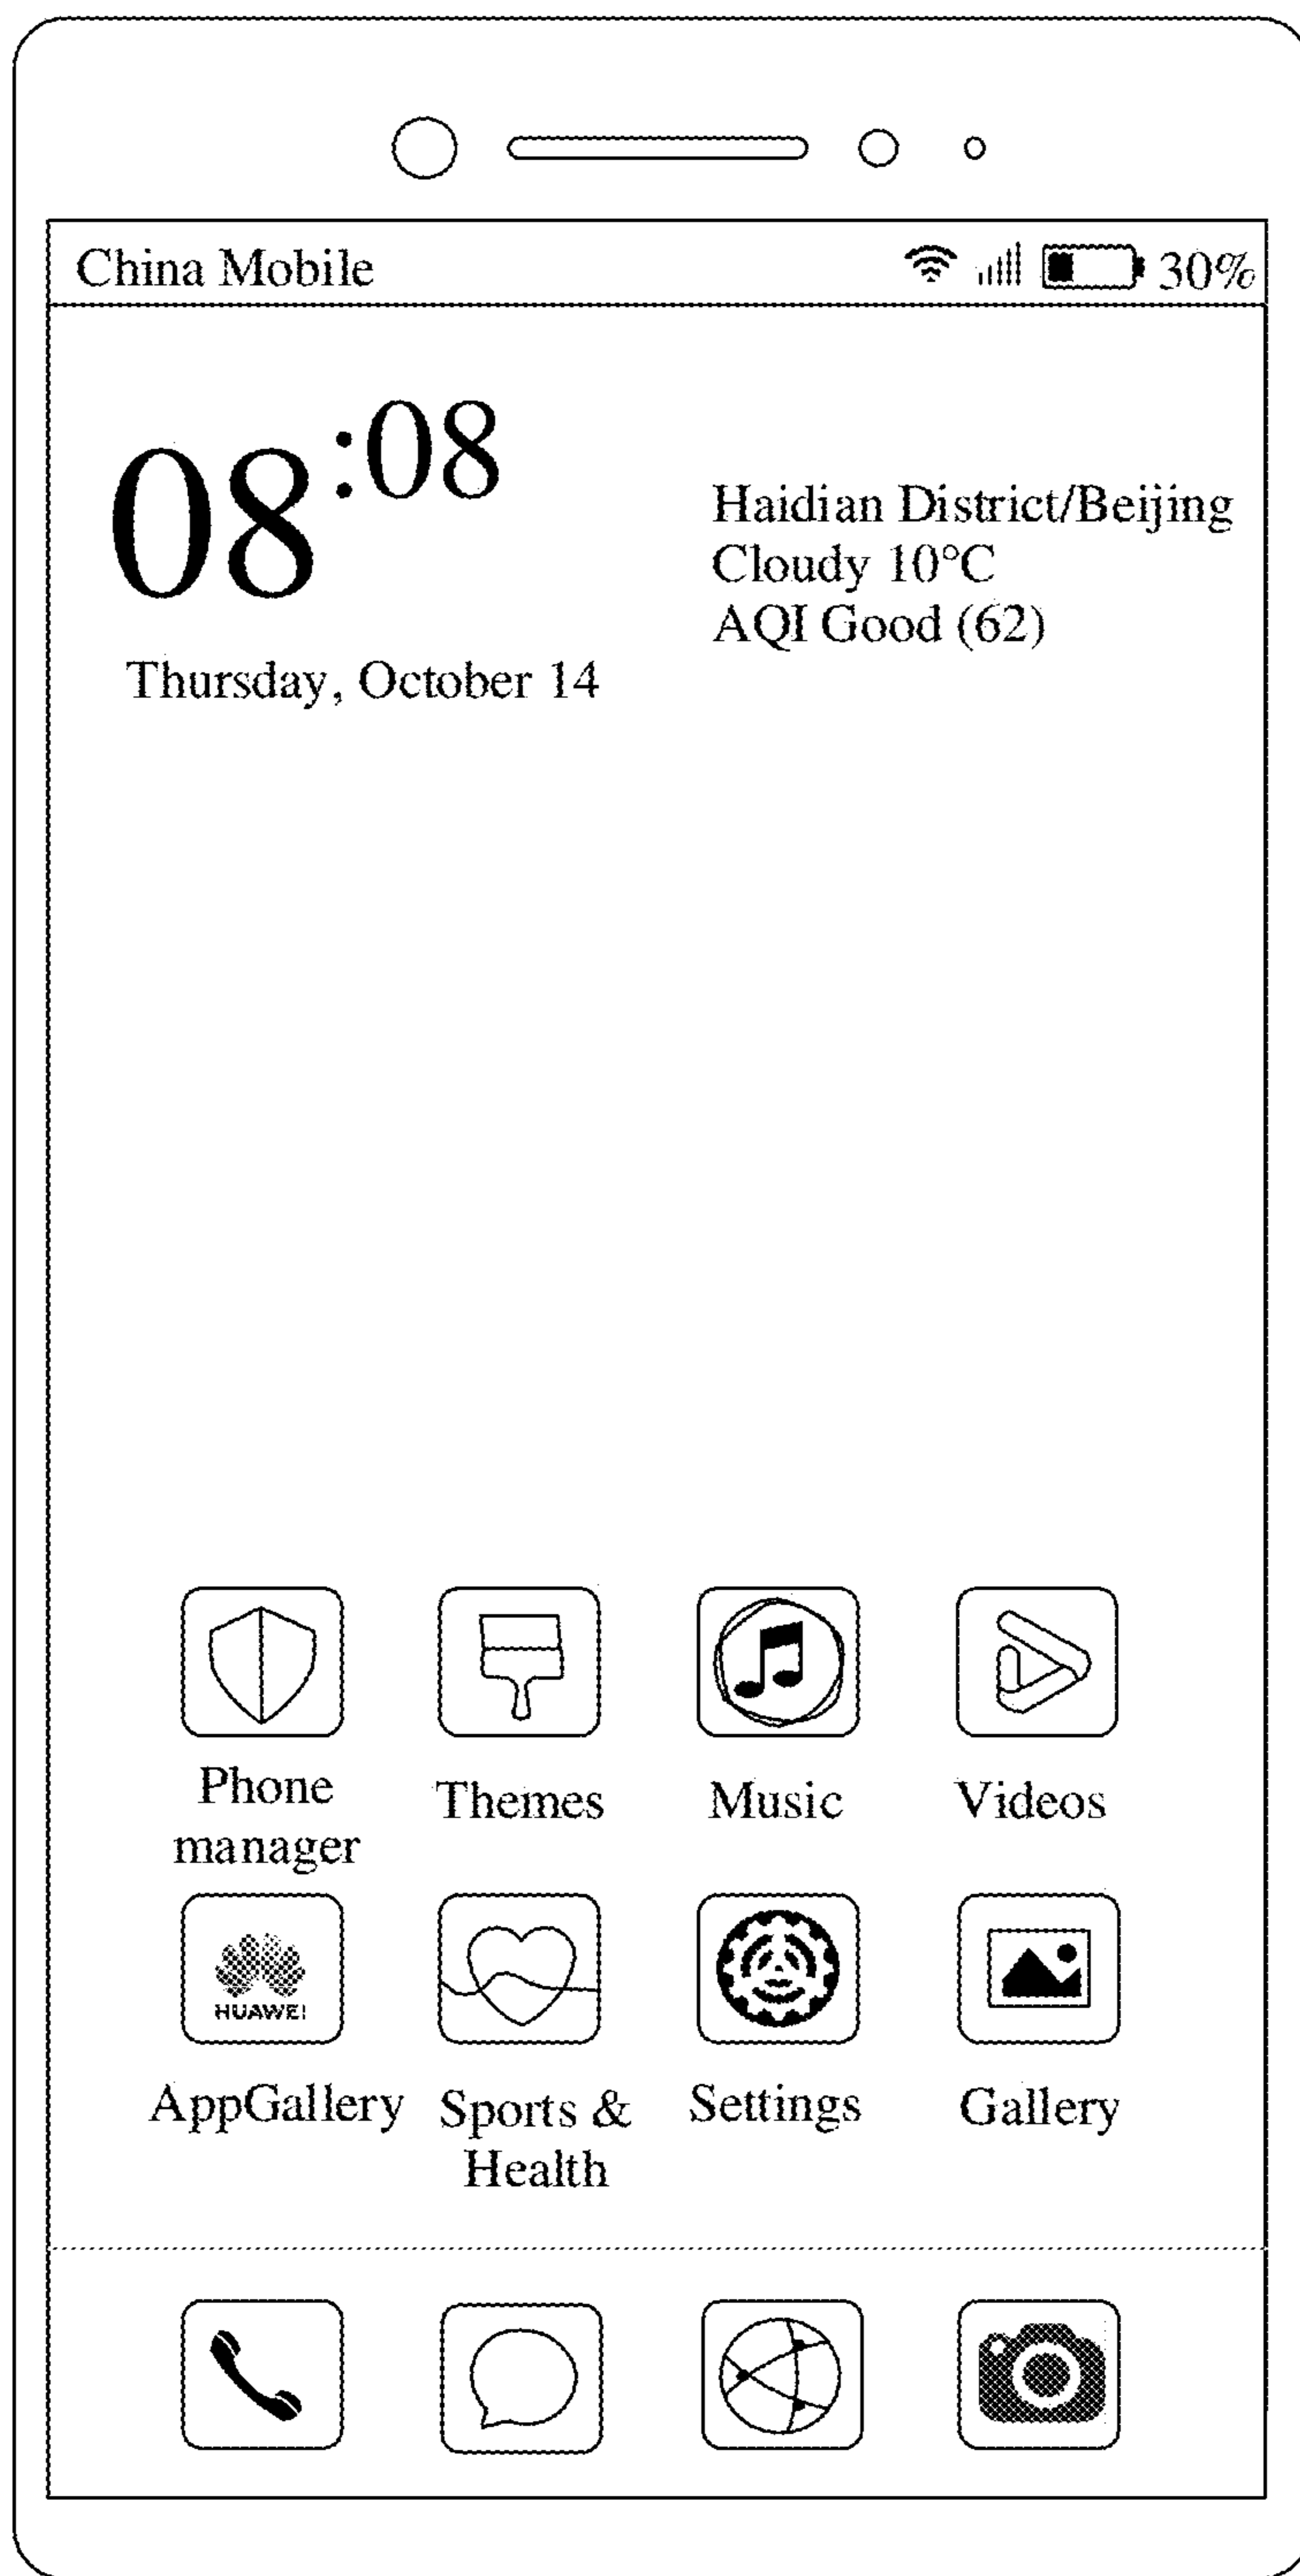 China Mobile 30%
08:08
Haidian District/Beijing
Cloudy 10°C
AQI Good (62)
Thursday, October 14
Phone manager
Themes
Music
Videos
HUAWEI
AppGallery
Sports &
Health
Settings
Gallery